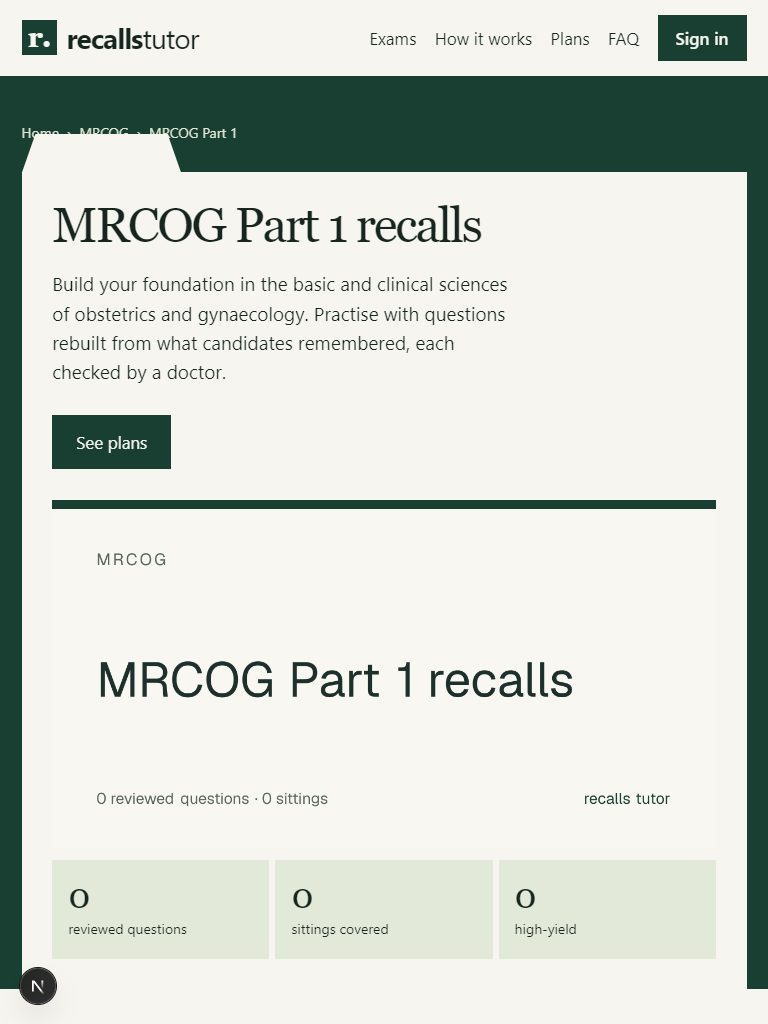 r. recallstutor
Exams How it works Plans FAQ Sign in
Home › MRCOG › MRCOG Part 1
MRCOG Part 1 recalls
Build your foundation in the basic and clinical sciences
of obstetrics and gynaecology. Practise with questions
rebuilt from what candidates remembered, each
checked by a doctor.
See plans
MRCOG
MRCOG Part 1 recalls
0 reviewed questions · 0 sittings
recalls tutor
0
reviewed questions
0
sittings covered
0
high-yield
N